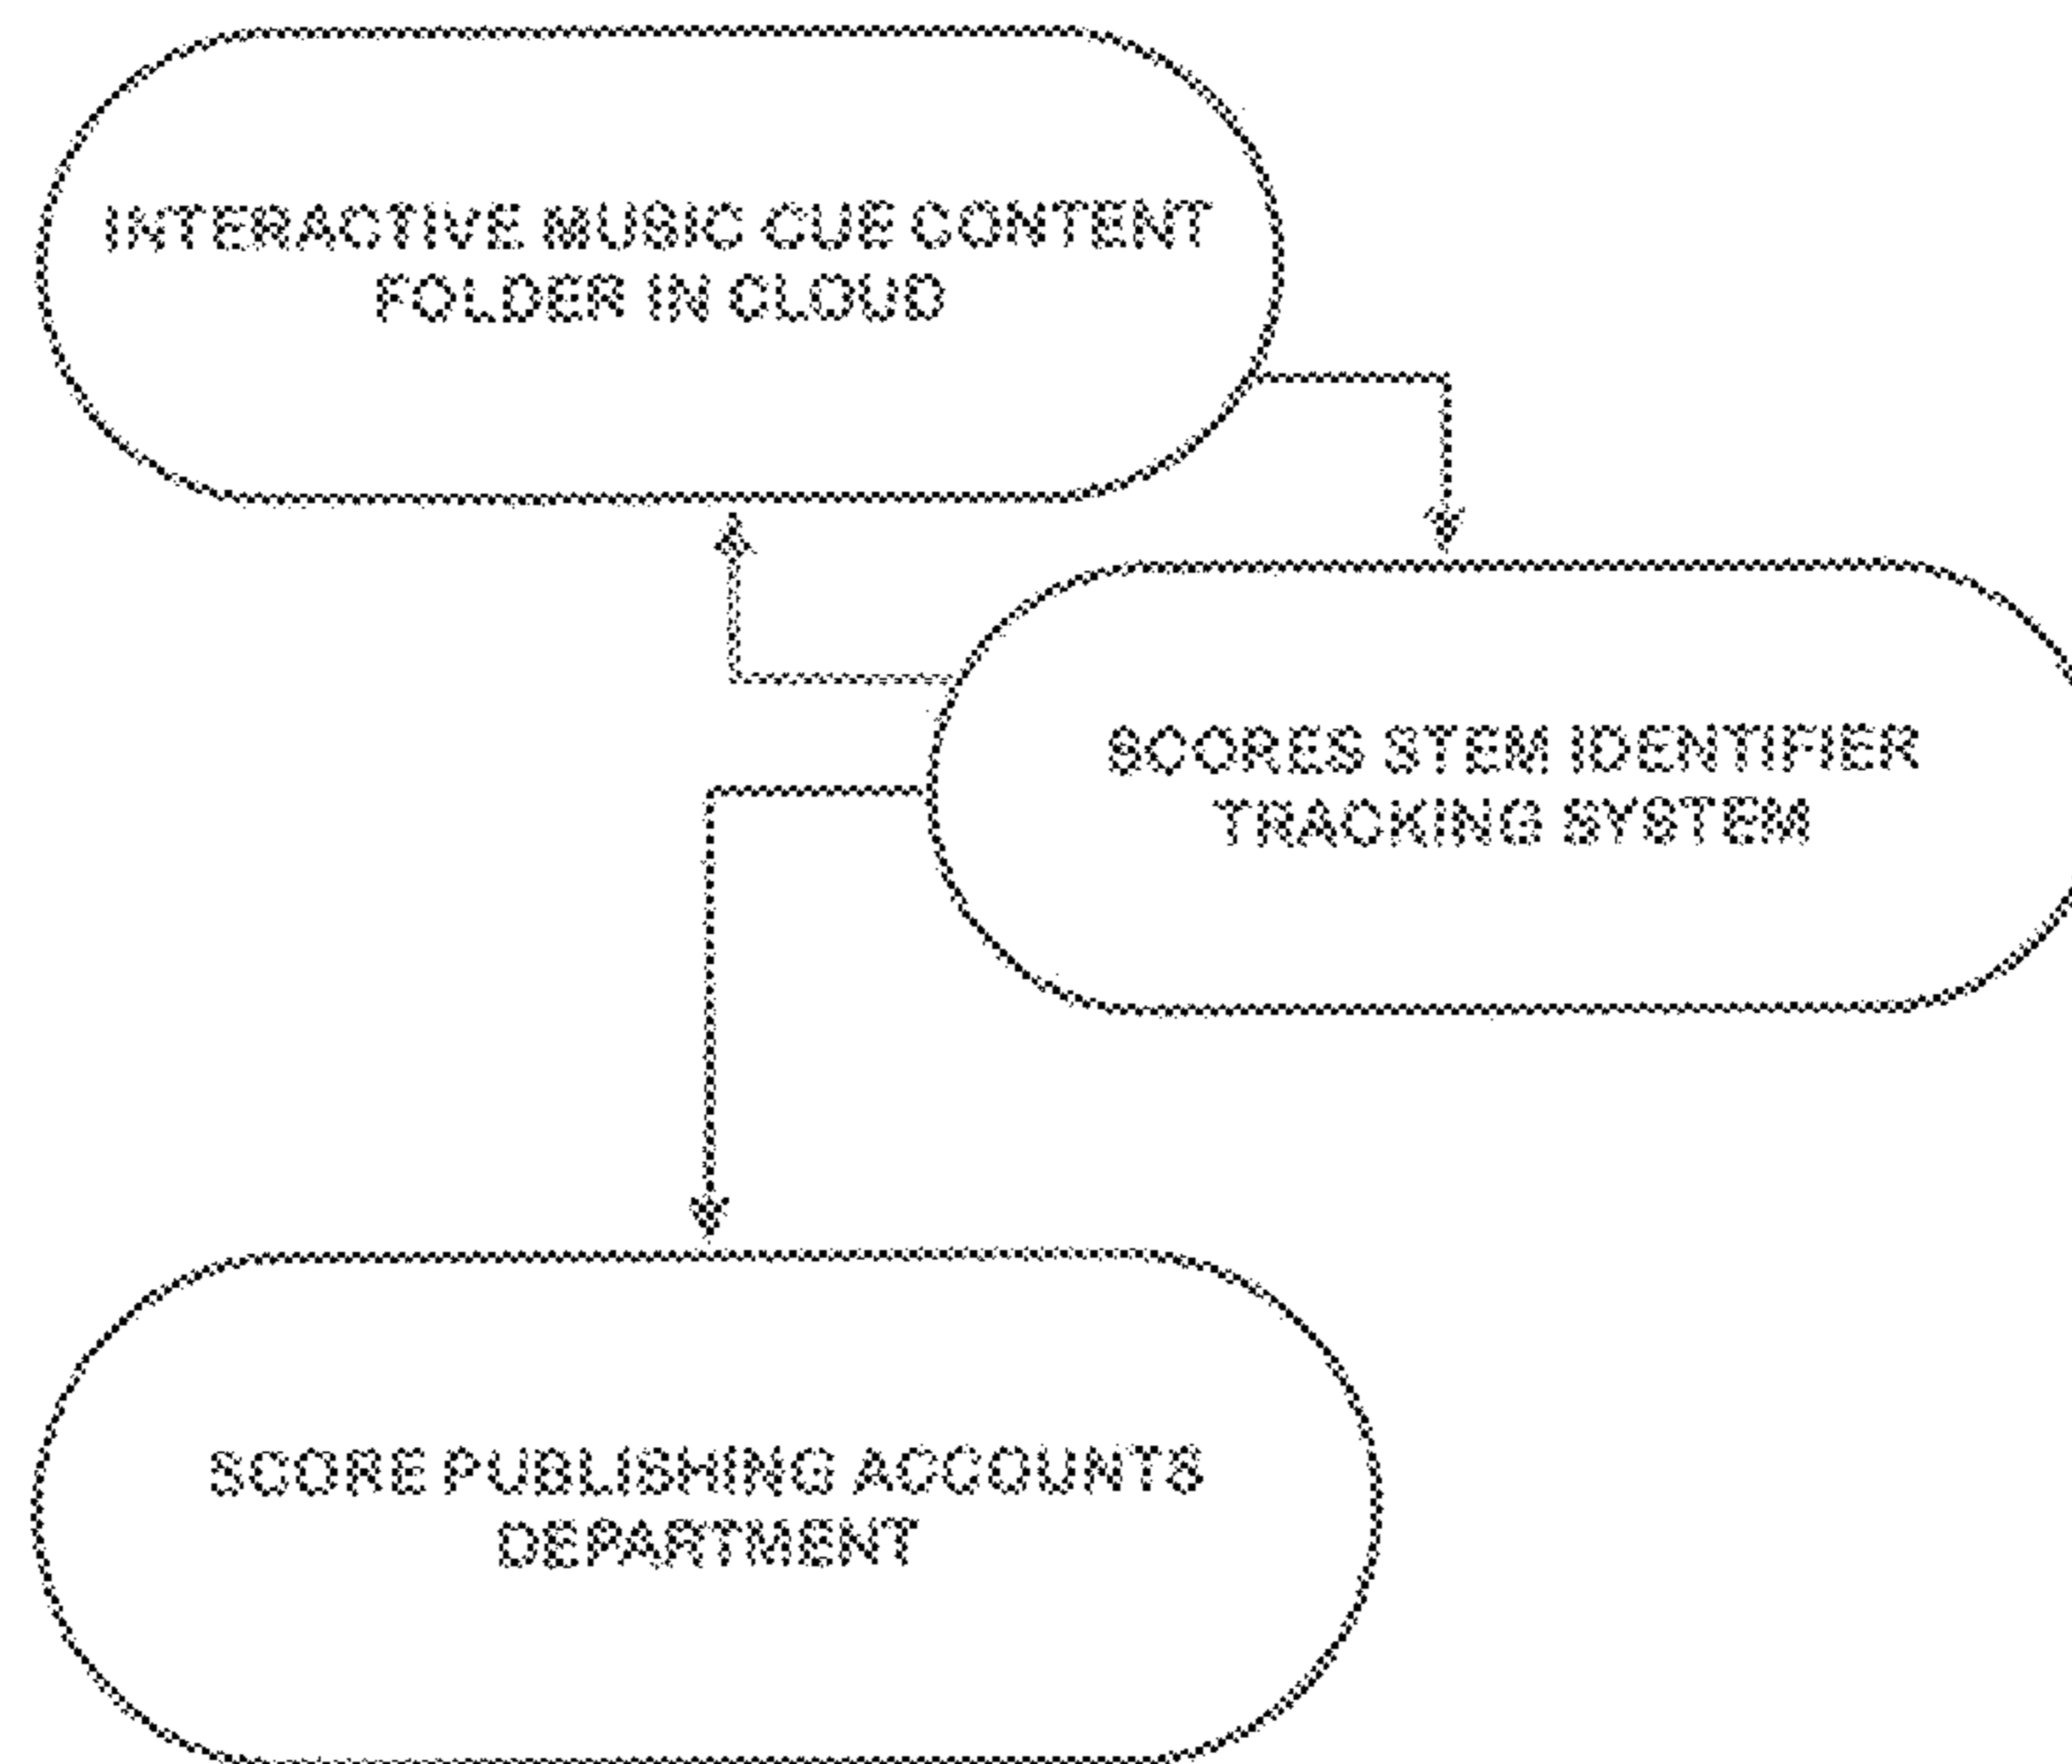 INTERACTIVE MUSIC CUE CONTENT
FOLDER IN CLOUD
SCORES STEM IDENTIFIER
TRACKING SYSTEM
SCORE PUBLISHING ACCOUNTS
DEPARTMENT